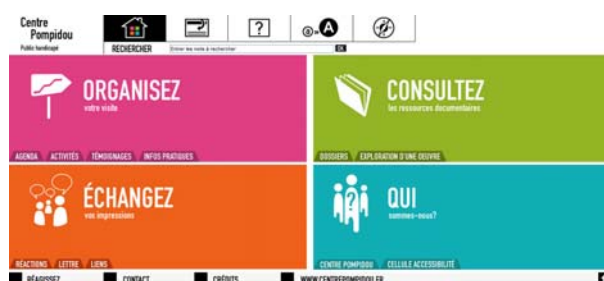 Centre
Pompidou
Public handicapé
?
a=A
RECHERCHER
Entrer les mots à rechercher
OK
ORGANISEZ
votre visite
AGENDA ACTIVITÉS TÉMOIGNAGES INFOS PRATIQUES
CONSULTEZ
les ressources documentaires
DOSSIERS EXPLORATION D'UNE ŒUVRE
ÉCHANGEZ
vos impressions
RÉACTIONS LETTRE LIENS
?
QUI
sommes-nous?
CENTRE POMPIDOU CELLULE ACCESSIBILITÉ
RÉAGISSEZ CONTACT CRÉDITS WWW.CENTREPOMPIDOU.FR